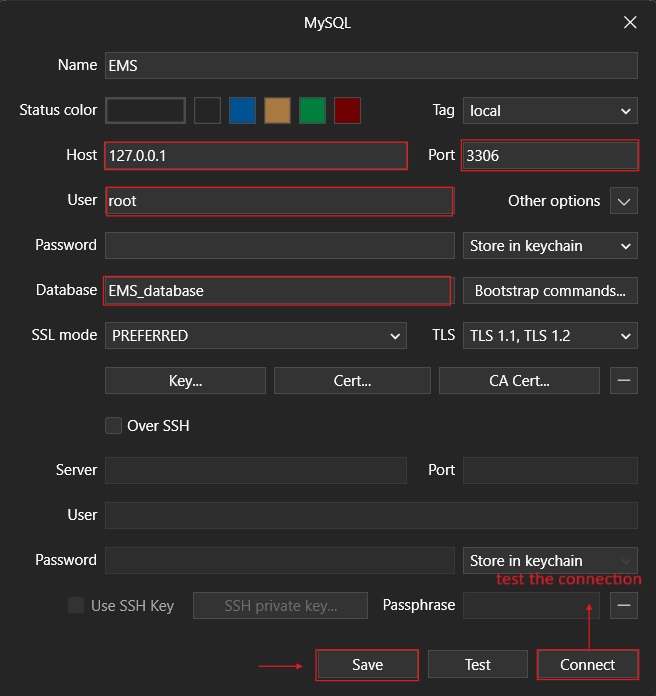 MySQL
Name EMS
Status color Tag local
Host 127.0.0.1 Port 3306
User root Other options
Password Store in keychain
Database EMS_database Bootstrap commands...
SSL mode PREFERRED TLS TLS 1.1, TLS 1.2
Key... Cert... CA Cert...
Over SSH
Server Port
User
Password Store in keychain
test the connection
Use SSH Key SSH private key... Passphrase
Save Test Connect